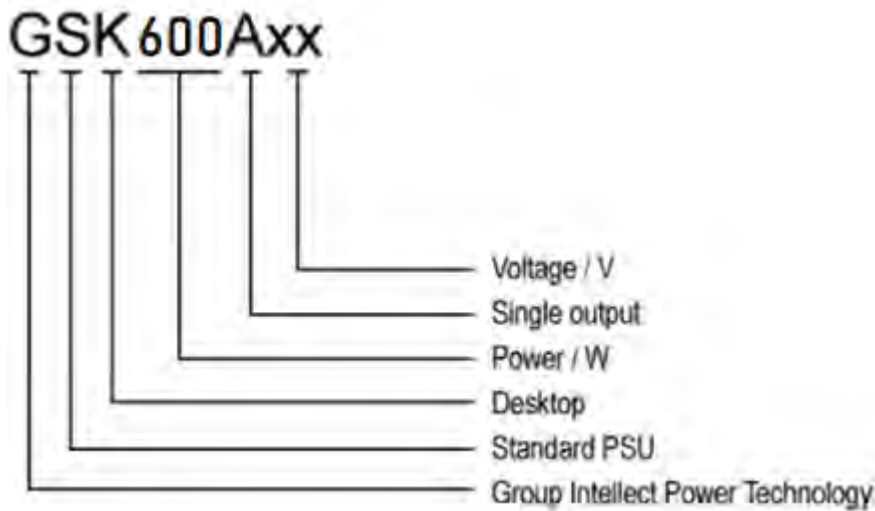 GSK600Axx
Voltage / V
Single output
Power / W
Desktop
Standard PSU
Group Intellect Power Technology